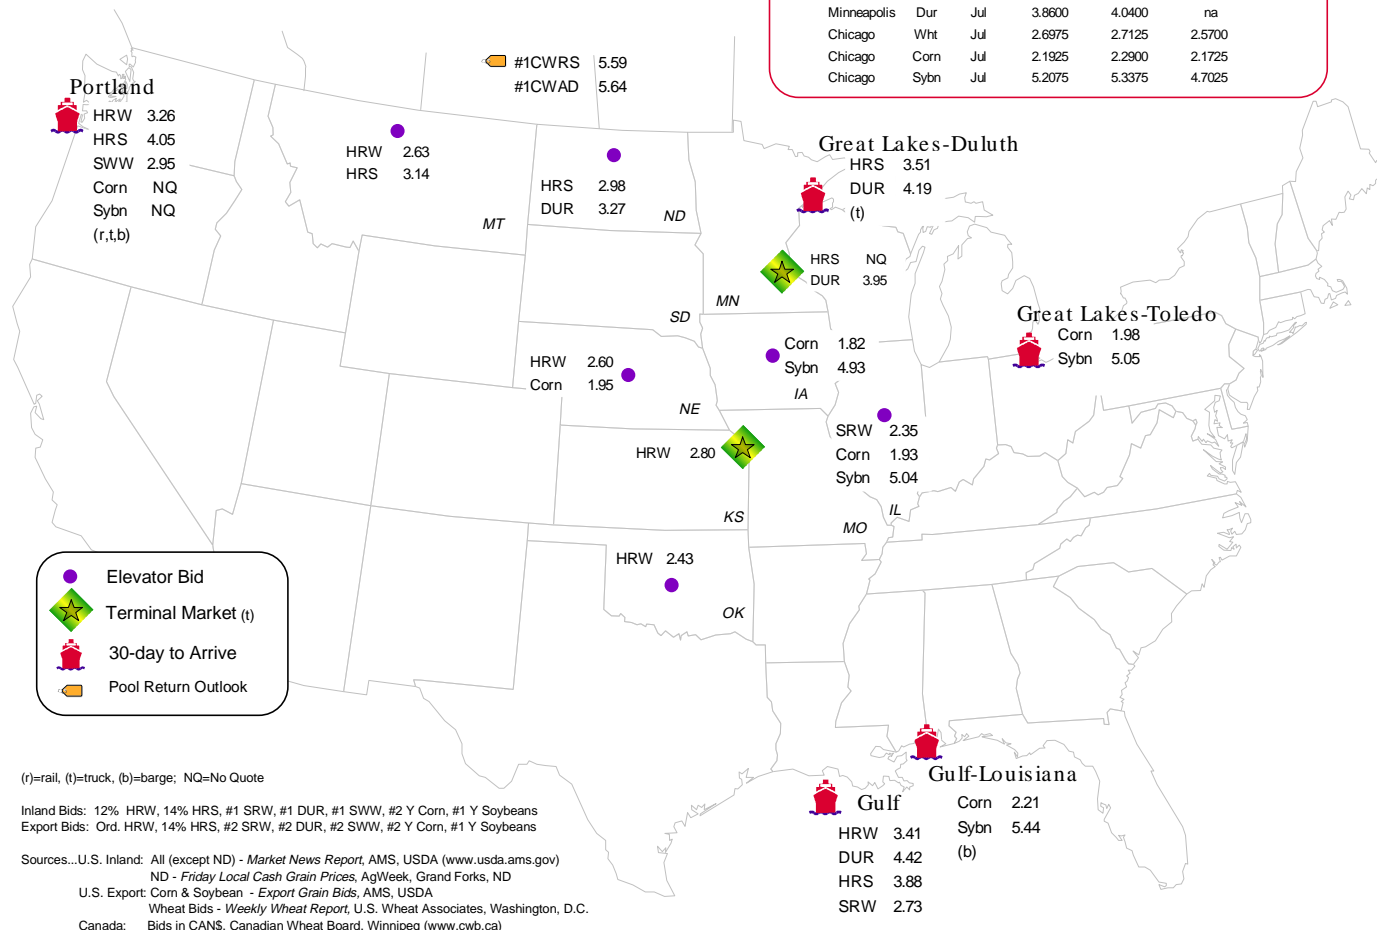 Minneapolis Dur Jul 3.8600 4.0400 na
Chicago Wht Jul 2.6975 2.7125 2.5700
Chicago Corn Jul 2.1925 2.2900 2.1725
Chicago Sybn Jul 5.2075 5.3375 4.7025
#1CWRS 5.59
#1CWAD 5.64
Portland
HRW 3.26
HRS 4.05
SWW 2.95
Corn NQ
Sybn NQ
(r,t,b)
HRW 2.63
HRS 3.14
MT
HRS 2.98
DUR 3.27
ND
Great Lakes-Duluth
HRS 3.51
DUR 4.19
(t)
HRS NQ
DUR 3.95
MN
SD
Great Lakes-Toledo
Corn 1.98
Sybn 5.05
HRW 2.60
Corn 1.95
NE
Corn 1.82
Sybn 4.93
IA
SRW 2.35
Corn 1.93
Sybn 5.04
IL
HRW 2.80
KS
MO
HRW 2.43
OK
Elevator Bid
Terminal Market (t)
30-day to Arrive
Pool Return Outlook
Gulf-Louisiana
Corn 2.21
Sybn 5.44
(b)
Gulf
HRW 3.41
DUR 4.42
HRS 3.88
SRW 2.73
(r)=rail, (t)=truck, (b)=barge; NQ=No Quote
Inland Bids: 12% HRW, 14% HRS, #1 SRW, #1 DUR, #1 SWW, #2 Y Corn, #1 Y Soybeans
Export Bids: Ord. HRW, 14% HRS, #2 SRW, #2 DUR, #2 SWW, #2 Y Corn, #1 Y Soybeans
Sources...U.S. Inland: All (except ND) - Market News Report, AMS, USDA (www.usda.ams.gov)
ND - Friday Local Cash Grain Prices, AgWeek, Grand Forks, ND
U.S. Export: Corn & Soybean - Export Grain Bids, AMS, USDA
Wheat Bids - Weekly Wheat Report, U.S. Wheat Associates, Washington, D.C.
Canada: Bids in CAN$, Canadian Wheat Board, Winnipeg (www.cwb.ca)